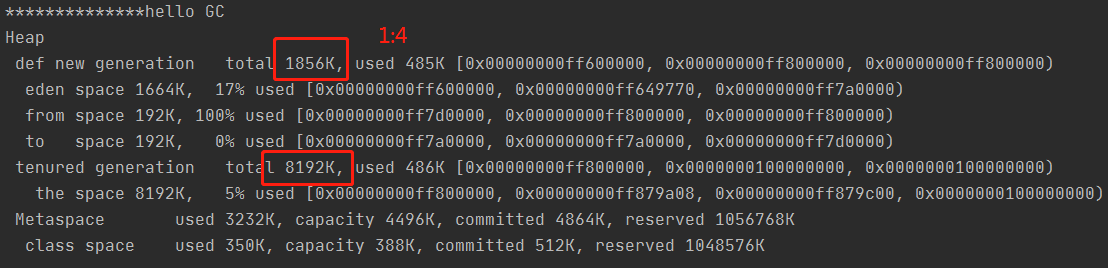 **************hello GC
1:4
Heap
 def new generation   total 1856K, used 485K [0x00000000ff600000, 0x00000000ff800000, 0x00000000ff800000)
  eden space 1664K,  17% used [0x00000000ff600000, 0x00000000ff649770, 0x00000000ff7a0000)
  from space 192K, 100% used [0x00000000ff7d0000, 0x00000000ff800000, 0x00000000ff800000)
  to   space 192K,   0% used [0x00000000ff7a0000, 0x00000000ff7a0000, 0x00000000ff7d0000)
 tenured generation   total 8192K, used 486K [0x00000000ff800000, 0x0000000100000000, 0x0000000100000000)
   the space 8192K,   5% used [0x00000000ff800000, 0x00000000ff879a08, 0x00000000ff879c00, 0x0000000100000000)
 Metaspace       used 3232K, capacity 4496K, committed 4864K, reserved 1056768K
  class space    used 350K, capacity 388K, committed 512K, reserved 1048576K